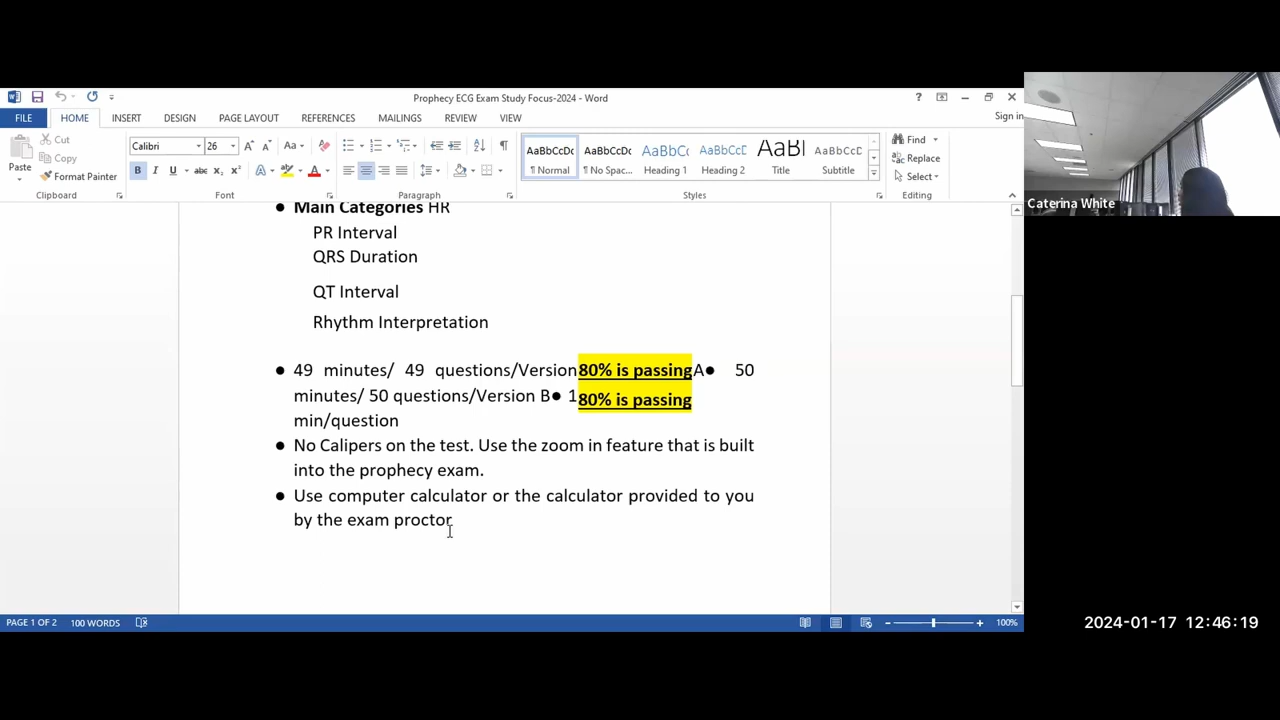 Prophecy ECG Exam Study Focus-2024 - Word
FILE HOME INSERT DESIGN PAGE LAYOUT REFERENCES MAILINGS REVIEW VIEW Sign in
Cut
Copy
Format Painter
Paste
Clipboard
Calibri 26
Font
Paragraph
AaBbCcDc AaBbCcDc AaBbCc AaBbCcD AaBl AaBbCcD
¶ Normal ¶ No Spac... Heading 1 Heading 2 Title Subtitle
Styles
Find
Replace
Select
Editing
Caterina White
● Main Categories HR
PR Interval
QRS Duration
QT Interval
Rhythm Interpretation
● 49 minutes/ 49 questions/Version 80% is passing A● 50
minutes/ 50 questions/Version B● 1 80% is passing
min/question
● No Calipers on the test. Use the zoom in feature that is built
into the prophecy exam.
● Use computer calculator or the calculator provided to you
by the exam proctor
PAGE 1 OF 2 100 WORDS 100%
2024-01-17 12:46:19